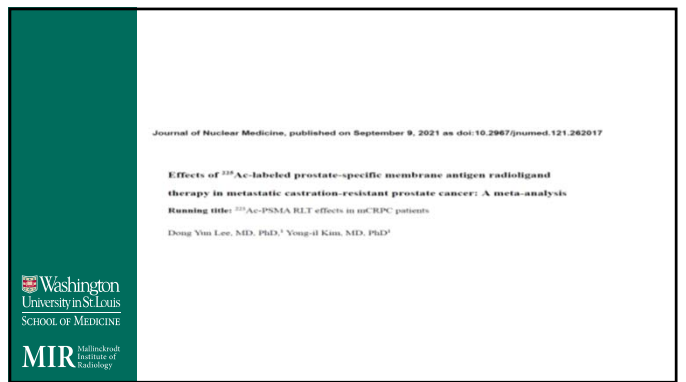 Journal of Nuclear Medicine, published on September 9, 2021 as doi:10.2967/jnumed.121.262017
Effects of ²²⁵Ac-labeled prostate-specific membrane antigen radioligand
therapy in metastatic castration-resistant prostate cancer: A meta-analysis
Running title: ²²⁵Ac-PSMA RLT effects in mCRPC patients
Dong Yun Lee, MD, PhD,¹ Yong-il Kim, MD, PhD¹
Washington
University in St. Louis
SCHOOL OF MEDICINE
MIR
Mallinckrodt
Institute of
Radiology